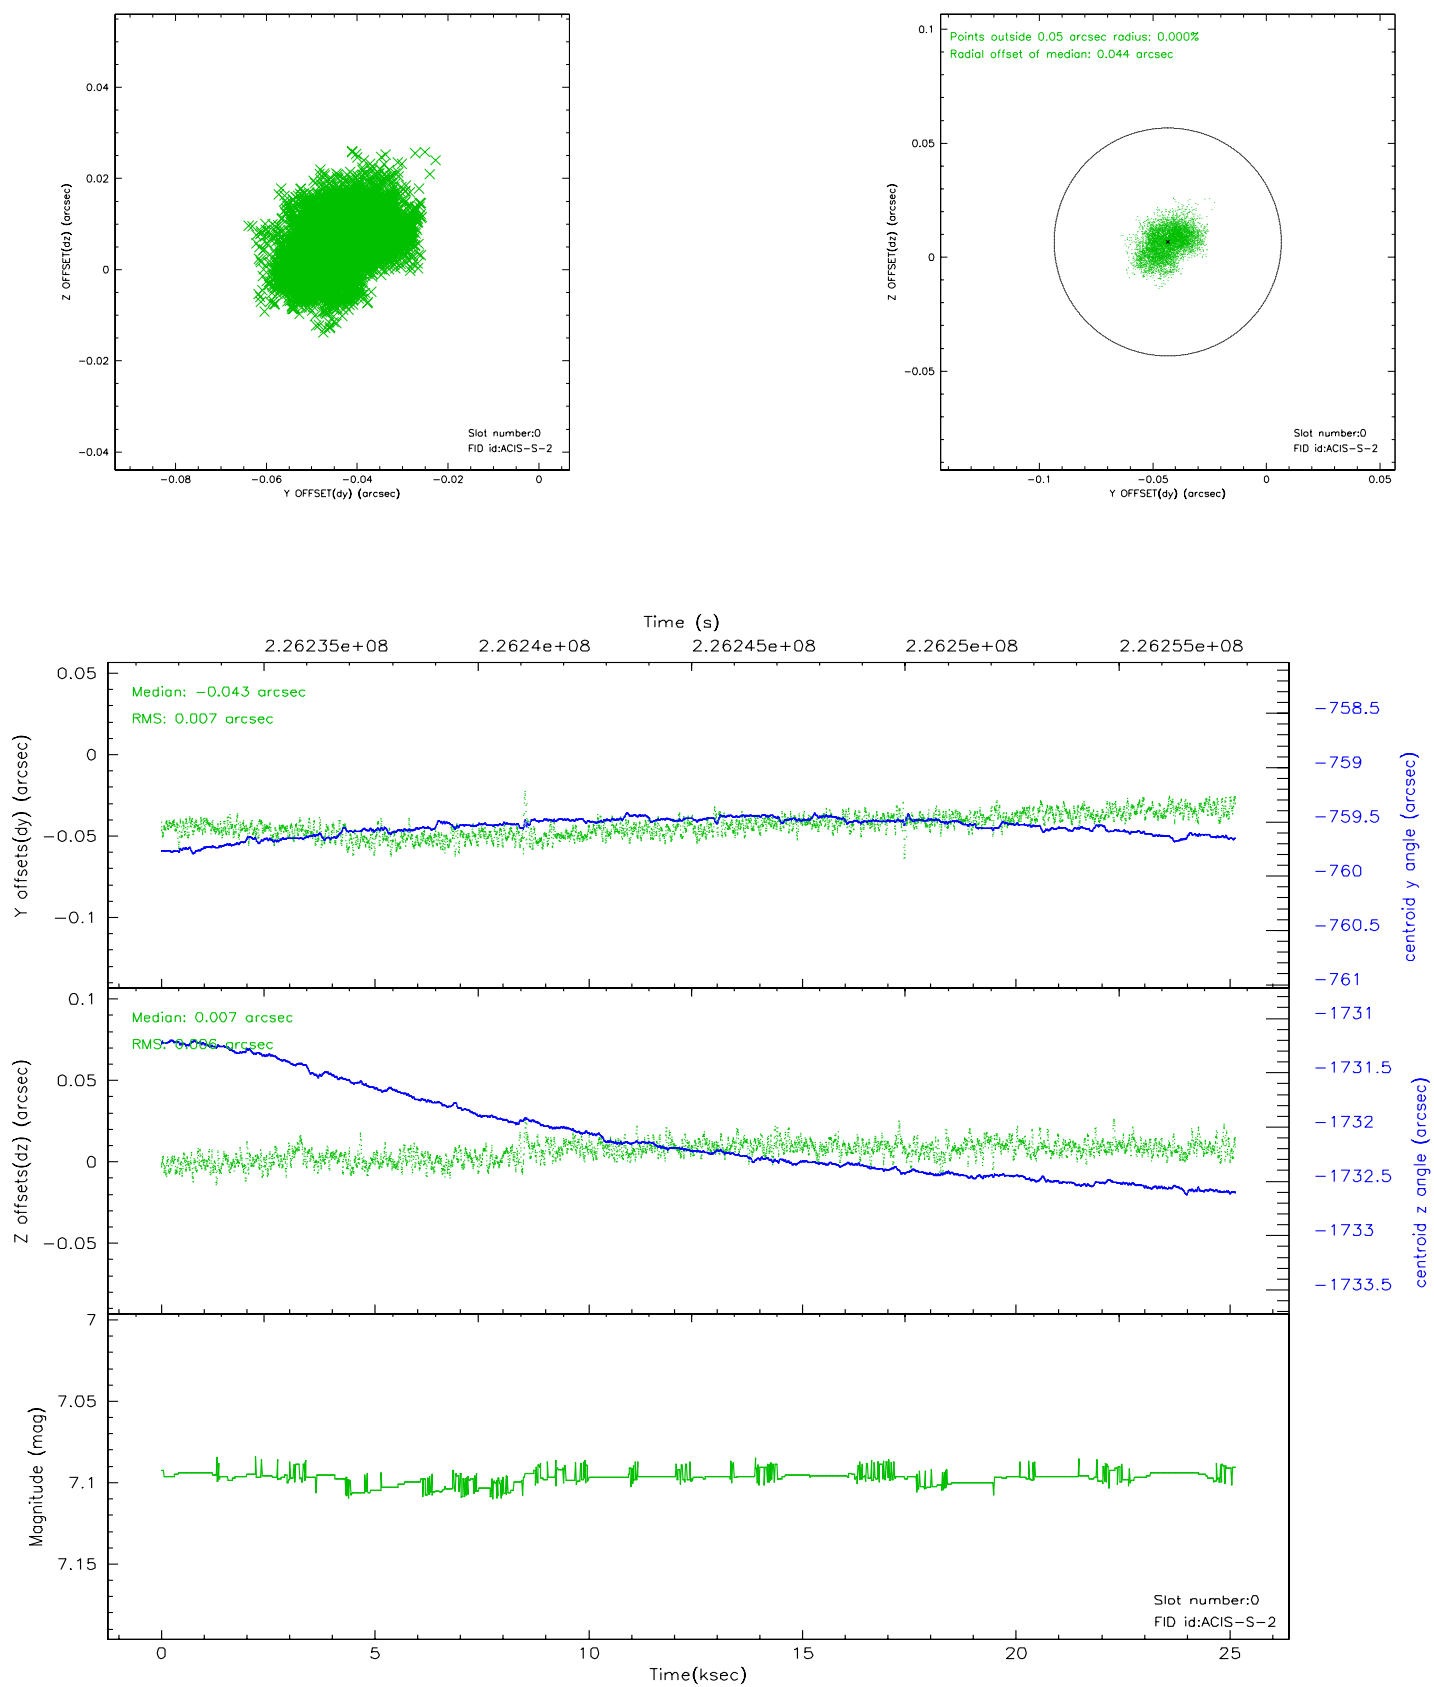 0.04
0.02
0
-0.02
-0.04
Z OFFSET(dz) (arcsec)
Slot number:0
FID id:ACIS-S-2
-0.08
-0.06
-0.04
-0.02
0
Y OFFSET(dy) (arcsec)
Points outside 0.05 arcsec radius: 0.000%
Radial offset of median: 0.044 arcsec
0.1
0.05
0
-0.05
Z OFFSET(dz) (arcsec)
Slot number:0
FID id:ACIS-S-2
-0.1
-0.05
0
0.05
Y OFFSET(dy) (arcsec)
Time (s)
2.26235e+08
2.2624e+08
2.26245e+08
2.2625e+08
2.26255e+08
Median: -0.043 arcsec
RMS: 0.007 arcsec
0.05
0
-0.05
-0.1
Y offsets(dy) (arcsec)
-758.5
-759
-759.5
-760
-760.5
-761
centroid y angle (arcsec)
Median: 0.007 arcsec
RMS: 0.006 arcsec
0.1
0.05
0
-0.05
Z offsets(dz) (arcsec)
-1731
-1731.5
-1732
-1732.5
-1733
-1733.5
centroid z angle (arcsec)
7
7.05
7.1
7.15
Magnitude (mag)
Slot number:0
FID id:ACIS-S-2
0
5
10
15
20
25
Time(ksec)